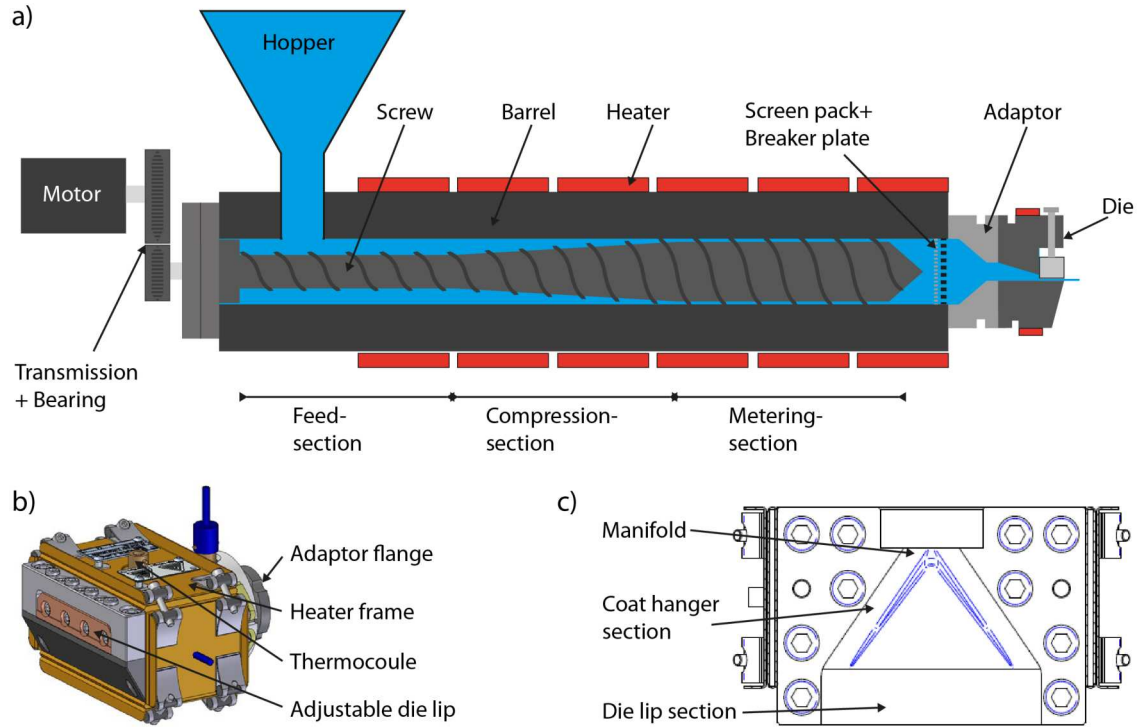 a)
Hopper
Screw
Barrel
Heater
Screen pack+
Breaker plate
Adaptor
Motor
Die
Transmission
+ Bearing
Feed-
section
Compression-
section
Metering-
section
b)
Adaptor flange
Heater frame
Thermocoule
Adjustable die lip
c)
Manifold
Coat hanger
section
Die lip section